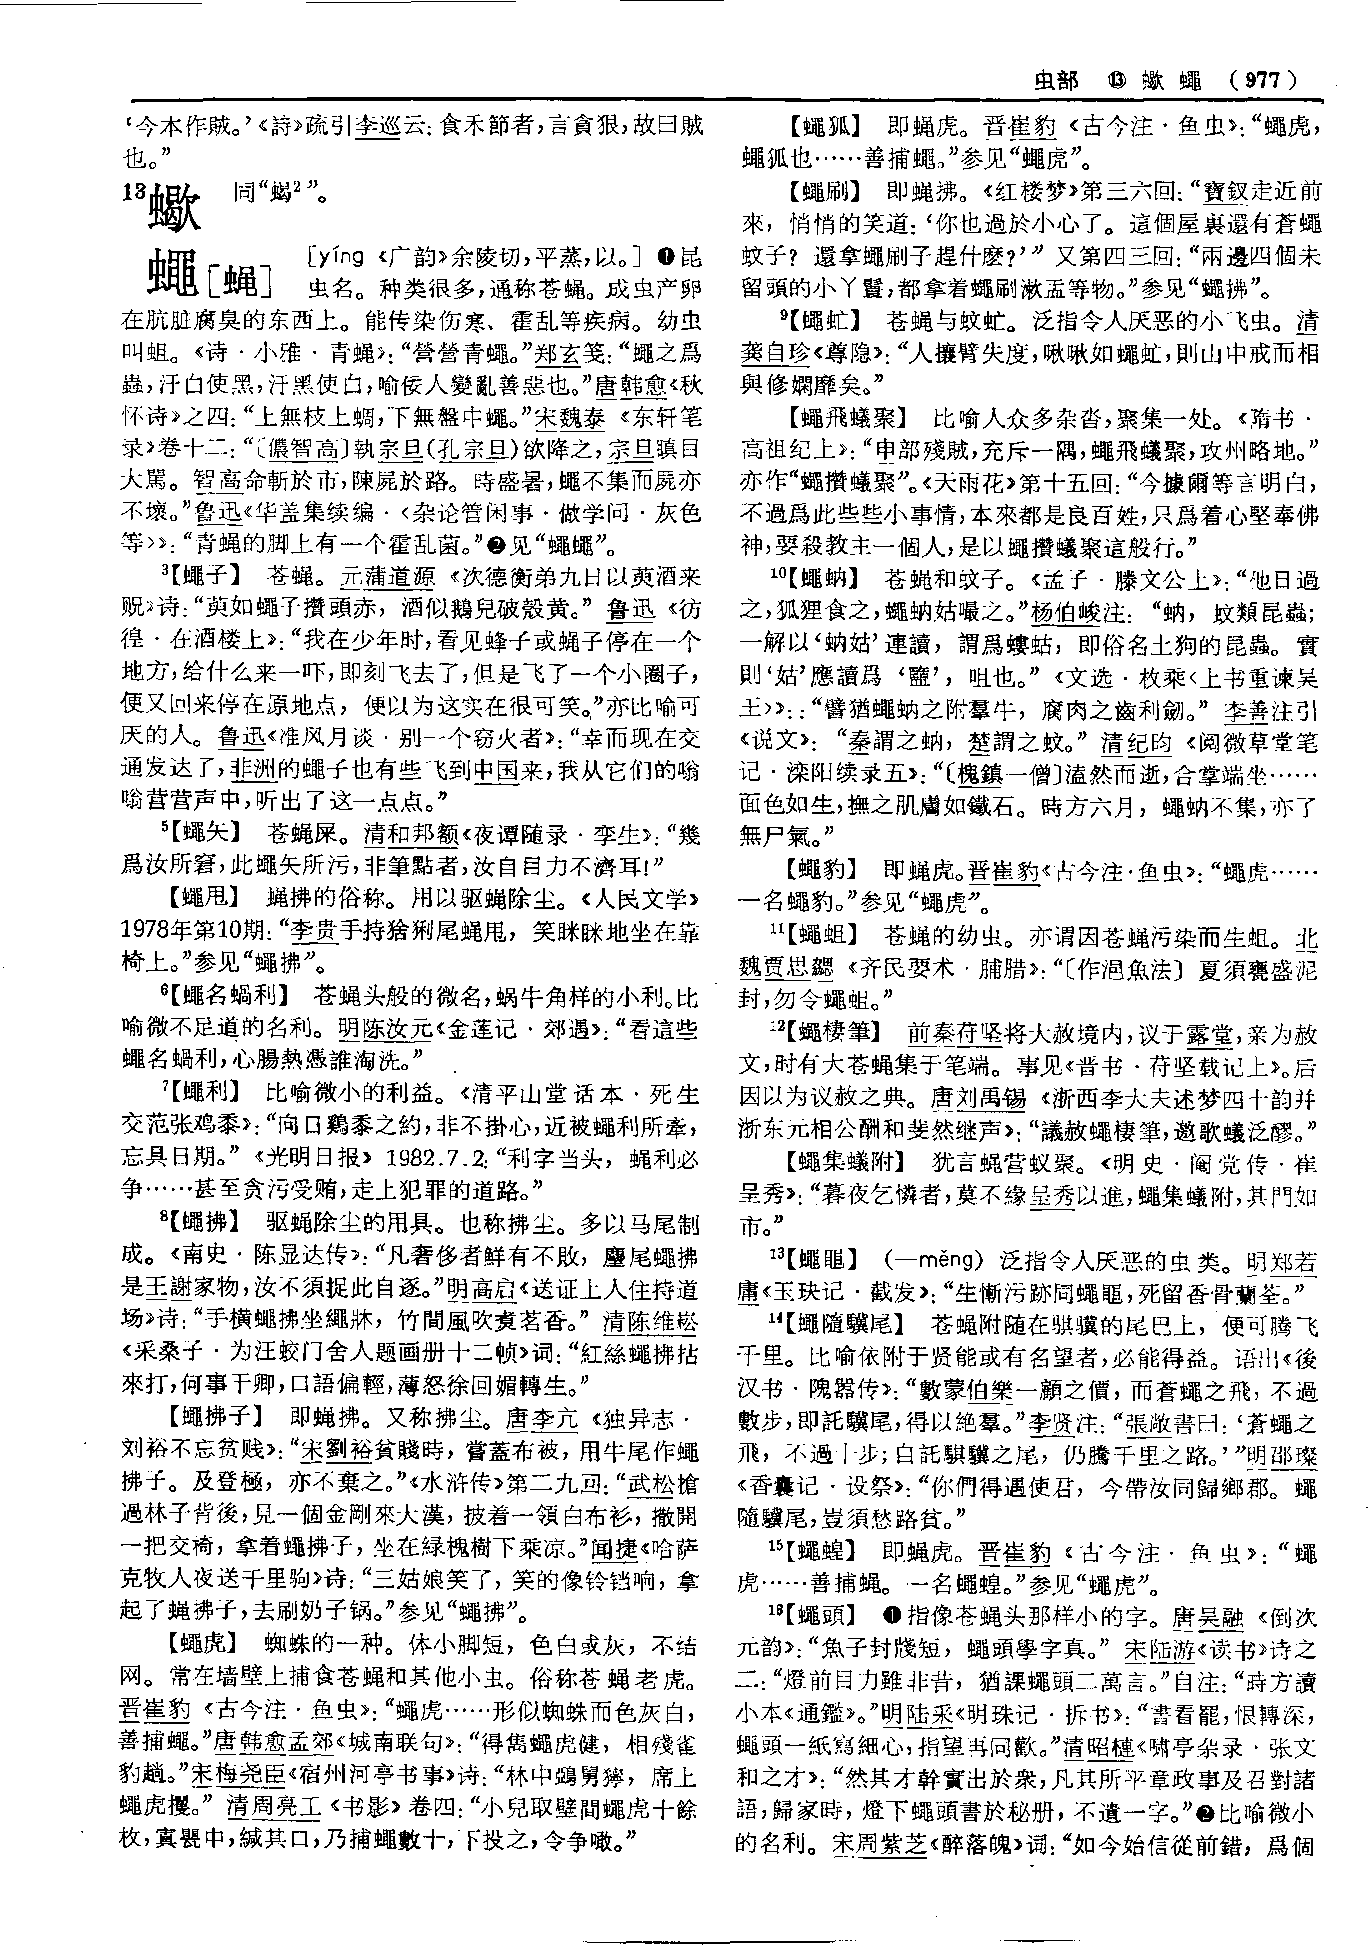 虫部 ⑬ 蠍 蠅 （977）
‘今本作賊。’《詩》疏引李巡云：食禾節者，言貪狠，故曰賊
也。”
13蠍 同“蝎²”。
蠅［蝇］ ［yíng《广韵》余陵切，平蒸，以。］❶昆
虫名。种类很多，通称苍蝇。成虫产卵
在肮脏腐臭的东西上。能传染伤寒、霍乱等疾病。幼虫
叫蛆。《诗·小雅·青蝇》：“營營青蠅。”郑玄笺：“蠅之爲
蟲，汙白使黑，汙黑使白，喻佞人變亂善惡也。”唐韩愈《秋
怀诗》之四：“上無枝上蜩，下無盤中蠅。”宋魏泰《东轩笔
录》卷十二：“〔儂智高〕執宗旦（孔宗旦）欲降之，宗旦瞋目
大罵。智高命斬於市，陳屍於路。時盛暑，蠅不集而屍亦
不壞。”鲁迅《华盖集续编·〈杂论管闲事·做学问·灰色
等〉》：“青蝇的脚上有一个霍乱菌。”❷见“蠅蠅”。
³【蠅子】 苍蝇。元蒲道源《次德衡弟九日以萸酒来
贶》诗：“萸如蠅子攢頭赤，酒似鵝兒破殼黄。” 鲁迅《彷
徨·在酒楼上》：“我在少年时，看见蜂子或蝇子停在一个
地方，给什么来一吓，即刻飞去了，但是飞了一个小圈子，
便又回来停在原地点，便以为这实在很可笑。”亦比喻可
厌的人。鲁迅《准风月谈·别一个窃火者》：“幸而现在交
通发达了，非洲的蠅子也有些飞到中国来，我从它们的嗡
嗡营营声中，听出了这一点点。”
⁵【蠅矢】 苍蝇屎。清和邦额《夜谭随录·孪生》：“幾
爲汝所窘，此蠅矢所污，非筆點者，汝自目力不濟耳！”
【蠅甩】 蝇拂的俗称。用以驱蝇除尘。《人民文学》
1978年第10期：“李贵手持猞猁尾蝇甩，笑眯眯地坐在靠
椅上。”参见“蠅拂”。
⁶【蠅名蝸利】 苍蝇头般的微名，蜗牛角样的小利。比
喻微不足道的名利。明陈汝元《金莲记·郊遇》：“看這些
蠅名蝸利，心腸熱憑誰淘洗。”
⁷【蠅利】 比喻微小的利益。《清平山堂话本·死生
交范张鸡黍》：“向日鷄黍之約，非不掛心，近被蠅利所牽，
忘其日期。”《光明日报》1982.7.2：“利字当头，蝇利必
争……甚至贪污受贿，走上犯罪的道路。”
⁸【蠅拂】 驱蝇除尘的用具。也称拂尘。多以马尾制
成。《南史·陈显达传》：“凡奢侈者鮮有不敗，麈尾蠅拂
是王謝家物，汝不須捉此自逐。”明高启《送证上人住持道
场》诗：“手横蠅拂坐繩牀，竹間風吹煮茗香。” 清陈维崧
《采桑子·为汪蛟门舍人题画册十二帧》词：“紅絲蠅拂拈
來打，何事干卿，口語偏輕，薄怒徐回媚轉生。”
【蠅拂子】 即蝇拂。又称拂尘。唐李亢《独异志·
刘裕不忘贫贱》：“宋劉裕貧賤時，嘗蓋布被，用牛尾作蠅
拂子。及登極，亦不棄之。”《水浒传》第二九回：“武松搶
過林子背後，見一個金剛來大漢，披着一領白布衫，撒開
一把交椅，拿着蠅拂子，坐在緑槐樹下乘凉。”闻捷《哈萨
克牧人夜送千里驹》诗：“三姑娘笑了，笑的像铃铛响，拿
起了蝇拂子，去刷奶子锅。”参见“蠅拂”。
【蠅虎】 蜘蛛的一种。体小脚短，色白或灰，不结
网。常在墙壁上捕食苍蝇和其他小虫。俗称苍蝇老虎。
晋崔豹《古今注·鱼虫》：“蠅虎……形似蜘蛛而色灰白，
善捕蠅。”唐韩愈孟郊《城南联句》：“得雋蠅虎健，相殘雀
豹趟。”宋梅尧臣《宿州河亭书事》诗：“林中鴟舅獰，席上
蠅虎攫。” 清周亮工《书影》卷四：“小兒取壁間蠅虎十餘
枚，寘甖中，緘其口，乃捕蠅數十，下投之，令争噉。”
【蠅狐】 即蝇虎。晋崔豹《古今注·鱼虫》：“蠅虎，
蠅狐也……善捕蠅。”参见“蠅虎”。
【蠅刷】 即蝇拂。《红楼梦》第三六回：“寶釵走近前
來，悄悄的笑道：‘你也過於小心了。這個屋裏還有蒼蠅
蚊子？還拿蠅刷子趕什麽？’” 又第四三回：“兩邊四個未
留頭的小丫鬟，都拿着蠅刷漱盂等物。”参见“蠅拂”。
⁹【蠅虻】 苍蝇与蚊虻。泛指令人厌恶的小飞虫。清
龚自珍《尊隐》：“人攘臂失度，啾啾如蠅虻，則山中戒而相
與修嫻靡矣。”
【蠅飛蟻聚】 比喻人众多杂沓，聚集一处。《隋书·
高祖纪上》：“申部殘賊，充斥一隅，蠅飛蟻聚，攻州略地。”
亦作“蠅攢蟻聚”。《天雨花》第十五回：“今據爾等言明白，
不過爲此些些小事情，本來都是良百姓，只爲着心堅奉佛
神，要殺教主一個人，是以蠅攢蟻聚這般行。”
¹⁰【蠅蚋】 苍蝇和蚊子。《孟子·滕文公上》：“他日過
之，狐狸食之，蠅蚋姑嘬之。”杨伯峻注：“蚋，蚊類昆蟲；
一解以‘蚋姑’連讀，謂爲螻蛄，即俗名土狗的昆蟲。實
則‘姑’應讀爲‘盬’，咀也。”《文选·枚乘〈上书重谏吴
王〉》：：“譬猶蠅蚋之附羣牛，腐肉之齒利劒。” 李善注引
《说文》：“秦謂之蚋，楚謂之蚊。” 清纪昀《阅微草堂笔
记·滦阳续录五》：“〔槐鎮一僧〕溘然而逝，合掌端坐……
面色如生，撫之肌膚如鐵石。時方六月，蠅蚋不集，亦了
無尸氣。”
【蠅豹】 即蝇虎。晋崔豹《古今注·鱼虫》：“蠅虎……
一名蠅豹。”参见“蠅虎”。
¹¹【蠅蛆】 苍蝇的幼虫。亦谓因苍蝇污染而生蛆。北
魏贾思勰《齐民要术·脯腊》：“〔作浥魚法〕夏須甕盛泥
封，勿令蠅蛆。”
¹²【蠅棲筆】 前秦苻坚将大赦境内，议于露堂，亲为赦
文，时有大苍蝇集于笔端。事见《晋书·苻坚载记上》。后
因以为议赦之典。唐刘禹锡《浙西李大夫述梦四十韵并
浙东元相公酬和斐然继声》：“議赦蠅棲筆，邀歌蟻泛醪。”
【蠅集蟻附】 犹言蝇营蚁聚。《明史·阉党传·崔
呈秀》：“暮夜乞憐者，莫不緣呈秀以進，蠅集蟻附，其門如
市。”
¹³【蠅黽】 （—měng）泛指令人厌恶的虫类。明郑若
庸《玉玦记·截发》：“生慚污跡同蠅黽，死留香骨蘭荃。”
¹⁴【蠅隨驥尾】 苍蝇附随在骐骥的尾巴上，便可腾飞
千里。比喻依附于贤能或有名望者，必能得益。语出《後
汉书·隗嚣传》：“數蒙伯樂一顧之價，而蒼蠅之飛，不過
數步，即託驥尾，得以絶羣。”李贤注：“張敞書曰：‘蒼蠅之
飛，不過十步；自託騏驥之尾，仍騰千里之路。’”明邵璨
《香囊记·设祭》：“你們得遇使君，今帶汝同歸鄉郡。蠅
隨驥尾，豈須愁路貧。”
¹⁵【蠅蝗】 即蝇虎。晋崔豹《古今注·鱼虫》：“蠅
虎……善捕蝇。一名蠅蝗。”参见“蠅虎”。
¹⁶【蠅頭】 ❶指像苍蝇头那样小的字。唐吴融《倒次
元韵》：“魚子封牋短，蠅頭學字真。” 宋陆游《读书》诗之
二：“燈前目力雖非昔，猶課蠅頭二萬言。”自注：“時方讀
小本《通鑑》。”明陆采《明珠记·拆书》：“書看罷，恨轉深，
蠅頭一紙寫細心，指望再同歡。”清昭槤《啸亭杂录·张文
和之才》：“然其才幹實出於衆，凡其所平章政事及召對諸
語，歸家時，燈下蠅頭書於秘册，不遺一字。”❷比喻微小
的名利。宋周紫芝《醉落魄》词：“如今始信從前錯，爲個